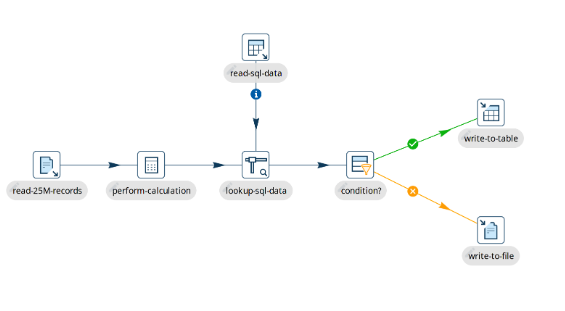 read-sql-data
write-to-table
read-25M-records
perform-calculation
lookup-sql-data
condition?
write-to-file